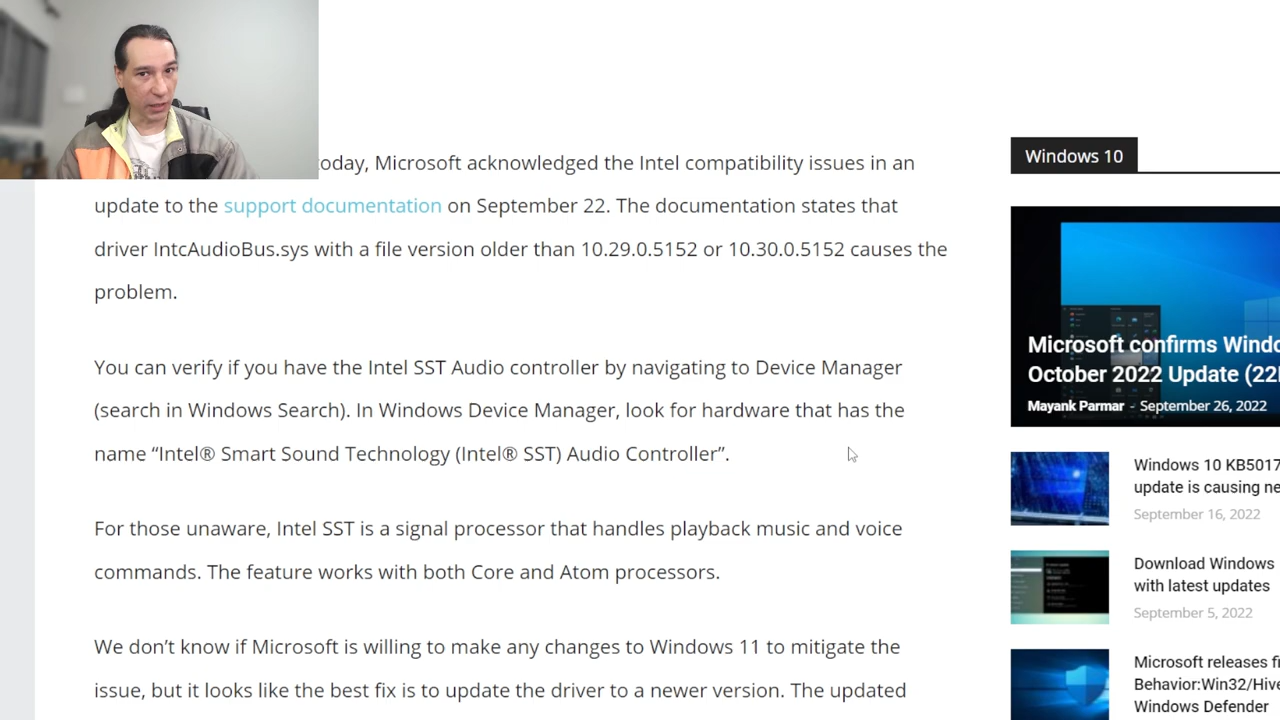 today, Microsoft acknowledged the Intel compatibility issues in an
update to the support documentation on September 22. The documentation states that
driver IntcAudioBus.sys with a file version older than 10.29.0.5152 or 10.30.0.5152 causes the
problem.
You can verify if you have the Intel SST Audio controller by navigating to Device Manager
(search in Windows Search). In Windows Device Manager, look for hardware that has the
name “Intel® Smart Sound Technology (Intel® SST) Audio Controller”.
For those unaware, Intel SST is a signal processor that handles playback music and voice
commands. The feature works with both Core and Atom processors.
We don’t know if Microsoft is willing to make any changes to Windows 11 to mitigate the
issue, but it looks like the best fix is to update the driver to a newer version. The updated
Windows 10
Microsoft confirms Windo
October 2022 Update (22
Mayank Parmar - September 26, 2022
Windows 10 KB5017
update is causing ne
September 16, 2022
Download Windows
with latest updates
September 5, 2022
Microsoft releases fi
Behavior:Win32/Hive
Windows Defender